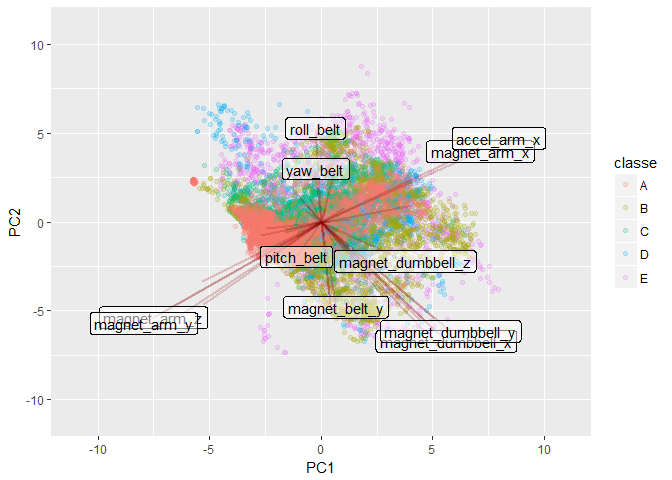 10
5
0
-5
-10
PC2
roll_belt
accel_arm_x
magnet_arm_x
yaw_belt
pitch_belt
magnet_dumbbell_z
magnet_belt_y
magnet_arm_z
magnet_arm_y
magnet_dumbbell_y
magnet_dumbbell_x
-10
-5
0
5
10
PC1
classe
A
B
C
D
E